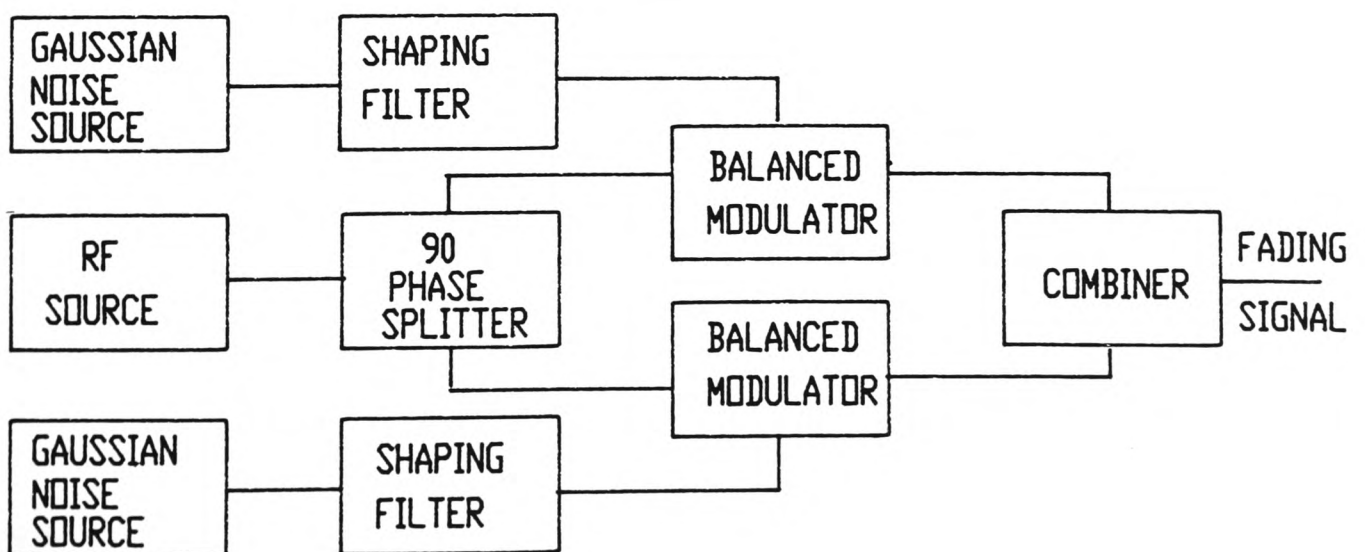 GAUSSIAN
NOISE
SOURCE
SHAPING
FILTER
BALANCED
MODULATOR
RF
SOURCE
90
PHASE
SPLITTER
COMBINER
FADING
SIGNAL
BALANCED
MODULATOR
GAUSSIAN
NOISE
SOURCE
SHAPING
FILTER